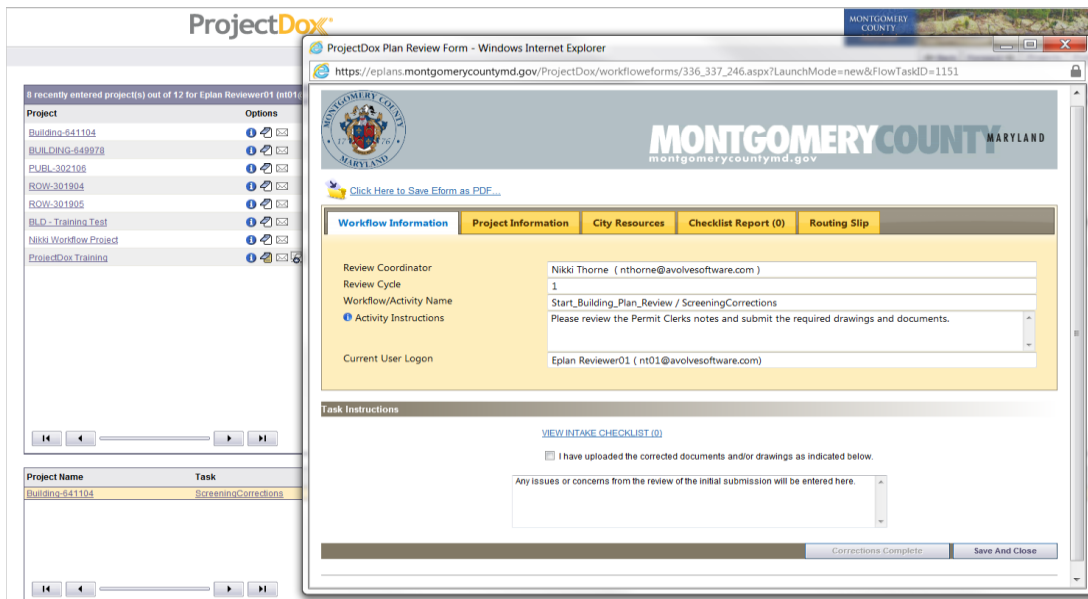 ProjectDox
MONTGOMERY
COUNTY
ProjectDox Plan Review Form - Windows Internet Explorer
https://eplans.montgomerycountymd.gov/ProjectDox/workfloweforms/336_337_246.aspx?LaunchMode=new&FlowTaskID=1151
8 recently entered project(s) out of 12 for Eplan Reviewer01 (nt01@
Project Options
Building-641104
BUILDING-649978
PUBL-302106
ROW-301904
ROW-301905
BLD - Training Test
Nikki Workflow Project
ProjectDox Training
MONTGOMERY COUNTY
17 76
MARYLAND
MONTGOMERYCOUNTY MARYLAND
montgomerycountymd.gov
Click Here to Save Eform as PDF...
Workflow Information Project Information City Resources Checklist Report (0) Routing Slip
Review Coordinator Nikki Thorne ( nthorne@avolvesoftware.com )
Review Cycle 1
Workflow/Activity Name Start_Building_Plan_Review / ScreeningCorrections
Activity Instructions Please review the Permit Clerks notes and submit the required drawings and documents.
Current User Logon Eplan Reviewer01 ( nt01@avolvesoftware.com)
Task Instructions
VIEW INTAKE CHECKLIST (0)
I have uploaded the corrected documents and/or drawings as indicated below.
Any issues or concerns from the review of the initial submission will be entered here.
Corrections Complete Save And Close
Project Name Task
Building-641104 ScreeningCorrections